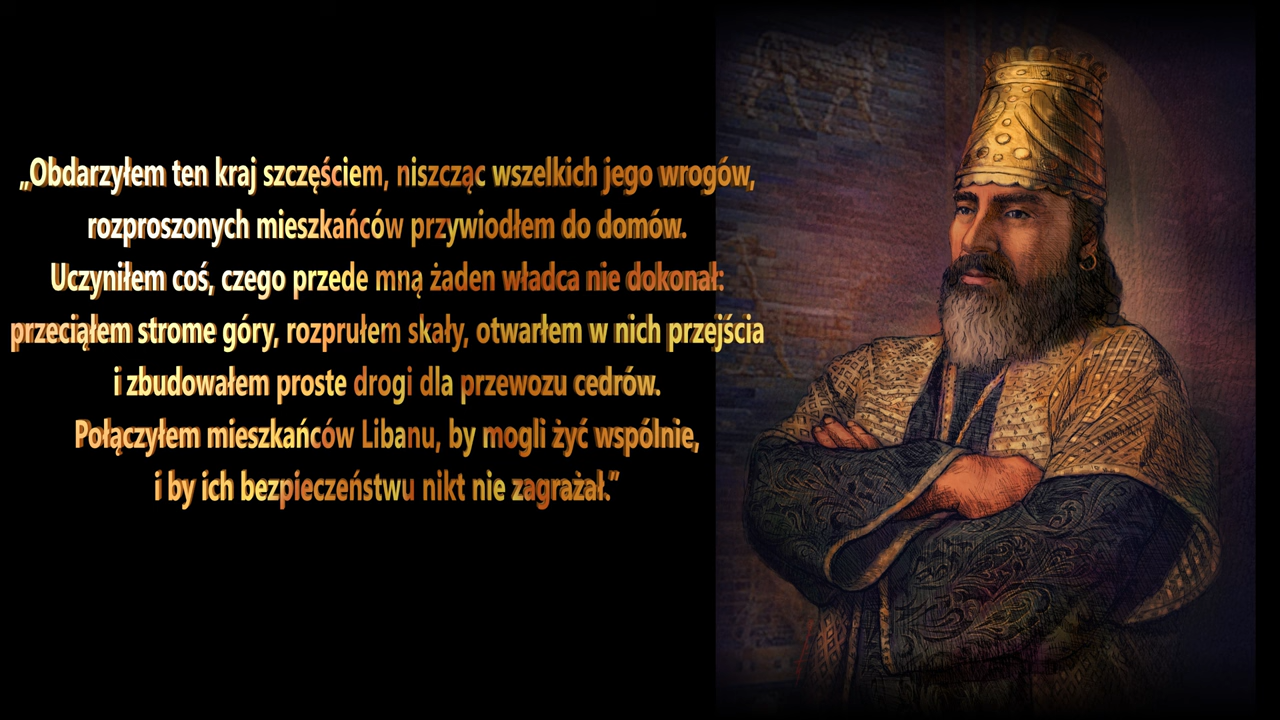 „Obdarzyłem ten kraj szczęściem, niszcząc wszelkich jego wrogów,
rozproszonych mieszkańców przywiodłem do domów.
Uczyniłem coś, czego przede mną żaden władca nie dokonał:
przeciąłem strome góry, rozprułem skały, otwarłem w nich przejścia
i zbudowałem proste drogi dla przewozu cedrów.
Połączyłem mieszkańców Libanu, by mogli żyć wspólnie,
i by ich bezpieczeństwu nikt nie zagrażał.”